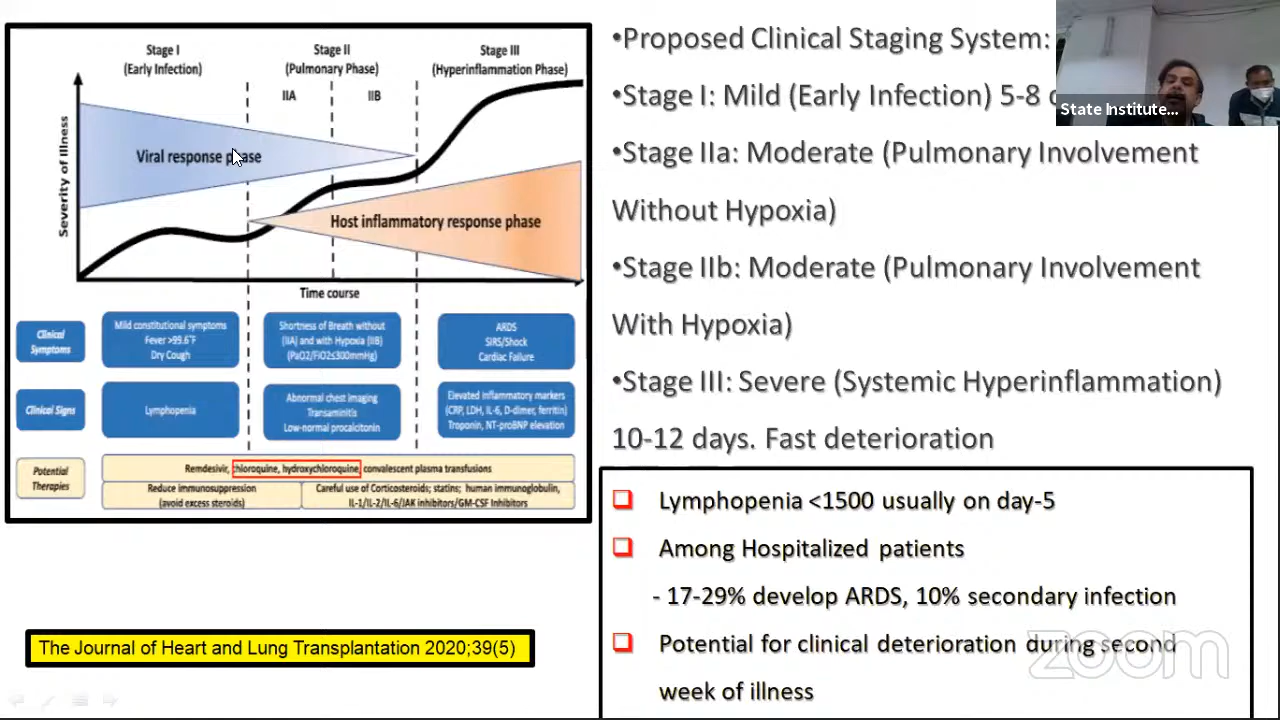 Stage I
(Early Infection)
Stage II
(Pulmonary Phase)
IIA
IIB
Stage III
(Hyperinflammation Phase)
Severity of Illness
Viral response phase
Host inflammatory response phase
Time course
Clinical
Symptoms
Mild constitutional symptoms
Fever >99.6°F
Dry Cough
Shortness of Breath without
(IIA) and with Hypoxia (IIB)
(PaO2/FiO2≤300mmHg)
ARDS
SIRS/Shock
Cardiac Failure
Clinical Signs
Lymphopenia
Abnormal chest imaging
Transaminitis
Low-normal procalcitonin
Elevated inflammatory markers
(CRP, LDH, IL-6, D-dimer, ferritin)
Troponin, NT-proBNP elevation
Potential
Therapies
Remdesivir, chloroquine, hydroxychloroquine, convalescent plasma transfusions
Reduce immunosuppression
(avoid excess steroids)
Careful use of Corticosteroids; statins; human immunoglobulin,
IL-1/IL-2/IL-6/JAK inhibitors/GM-CSF Inhibitors
The Journal of Heart and Lung Transplantation 2020;39(5)
•Proposed Clinical Staging System:
•Stage I: Mild (Early Infection) 5-8
•Stage IIa: Moderate (Pulmonary Involvement
Without Hypoxia)
•Stage IIb: Moderate (Pulmonary Involvement
With Hypoxia)
•Stage III: Severe (Systemic Hyperinflammation)
10-12 days. Fast deterioration
Lymphopenia <1500 usually on day-5
Among Hospitalized patients
- 17-29% develop ARDS, 10% secondary infection
Potential for clinical deterioration during second
week of illness
State Institute...
zoom